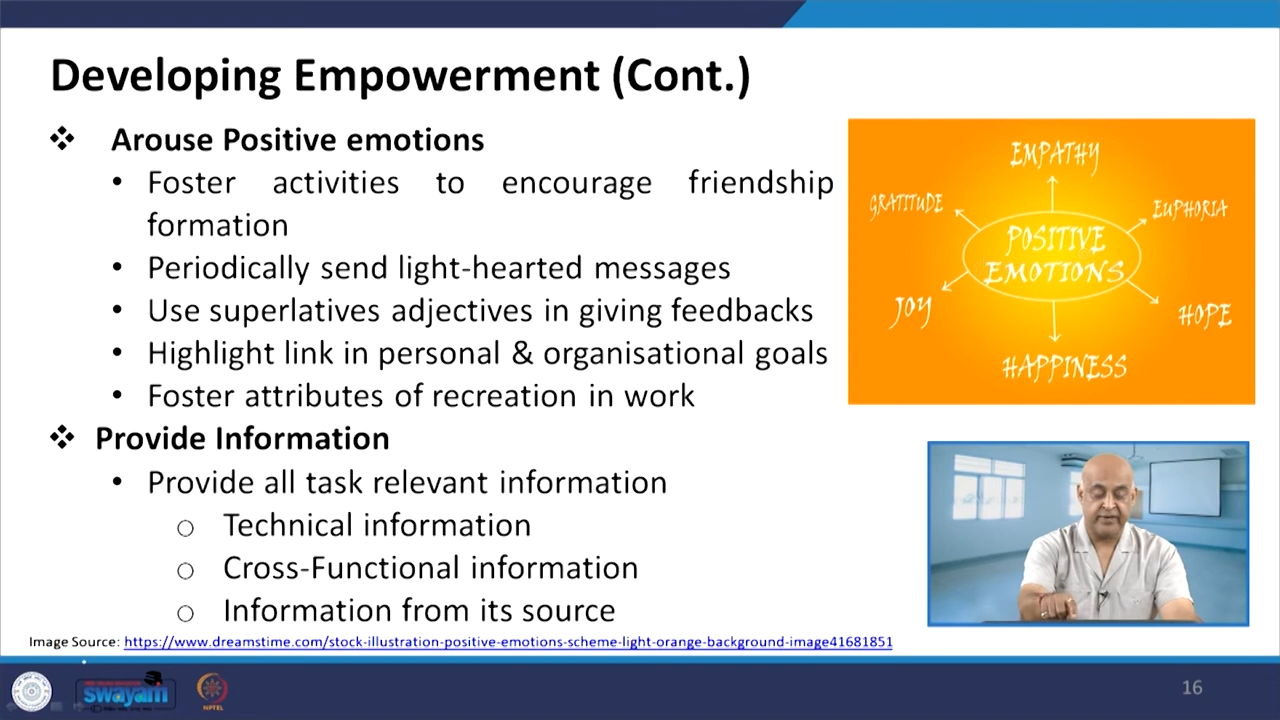 Developing Empowerment (Cont.)
❖ Arouse Positive emotions
• Foster activities to encourage friendship
formation
• Periodically send light-hearted messages
• Use superlatives adjectives in giving feedbacks
• Highlight link in personal & organisational goals
• Foster attributes of recreation in work
❖ Provide Information
• Provide all task relevant information
○ Technical information
○ Cross-Functional information
○ Information from its source
EMPATHY
GRATITUDE
EUPHORIA
POSITIVE
EMOTIONS
JOY
HOPE
HAPPINESS
Image Source: https://www.dreamstime.com/stock-illustration-positive-emotions-scheme-light-orange-background-image41681851
swayam
NPTEL
16